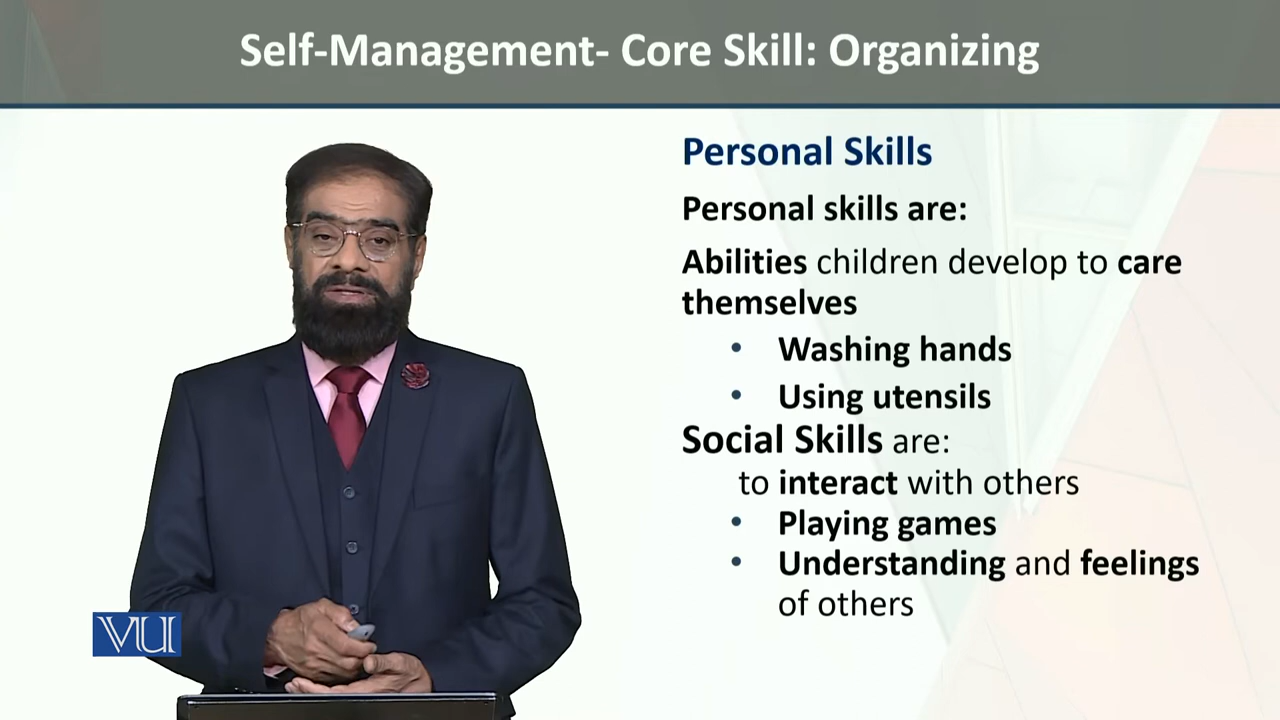 Self-Management- Core Skill: Organizing
Personal Skills
Personal skills are:
Abilities children develop to care
themselves
• Washing hands
• Using utensils
Social Skills are:
to interact with others
• Playing games
• Understanding and feelings
of others
VU